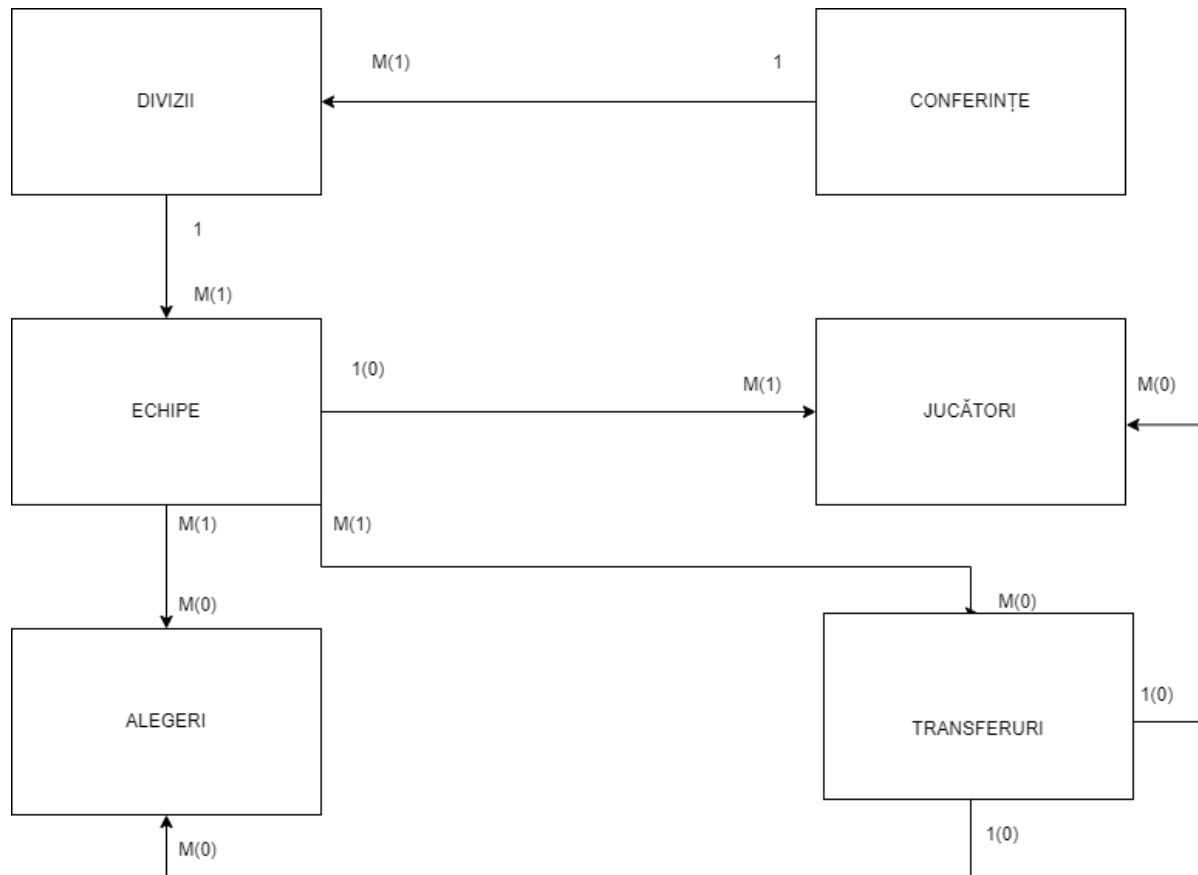 M(1)
1
DIVIZII
CONFERINȚE
1
M(1)
1(0)
M(1)
M(0)
ECHIPE
JUCĂTORI
M(1)
M(1)
M(0)
M(0)
1(0)
ALEGERI
TRANSFERURI
M(0)
1(0)